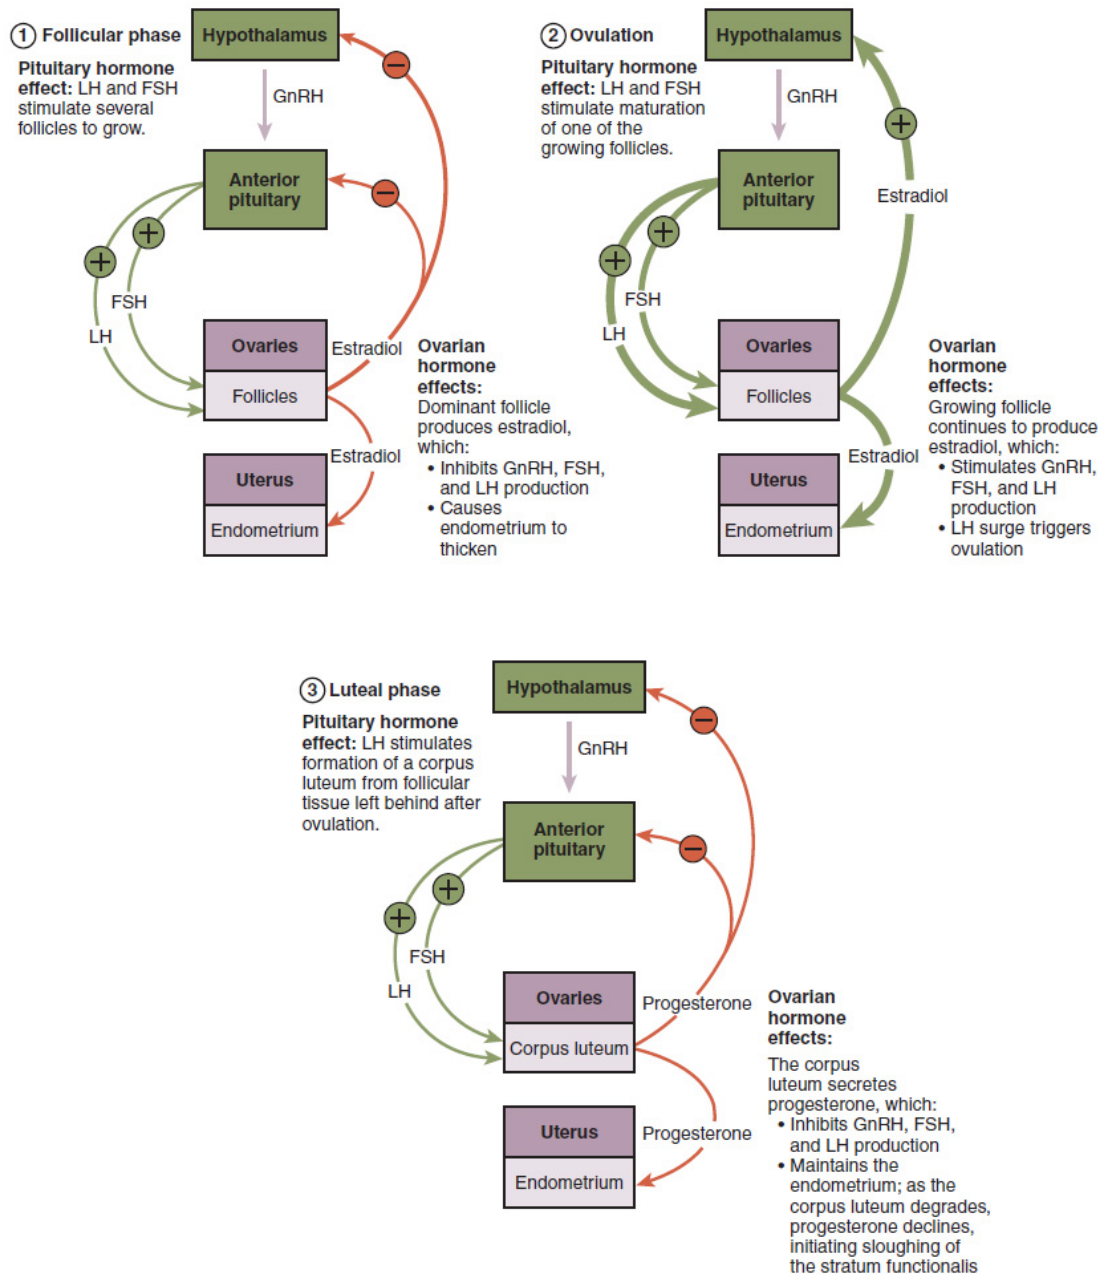 1 Follicular phase
Pituitary hormone
effect: LH and FSH
stimulate several
follicles to grow.
Hypothalamus
−
GnRH
Anterior
pituitary
−
+
+
FSH
LH
Ovaries
Follicles
Estradiol
Estradiol
Uterus
Endometrium
Ovarian
hormone
effects:
Dominant follicle
produces estradiol,
which:
• Inhibits GnRH, FSH,
and LH production
• Causes
endometrium to
thicken
2 Ovulation
Pituitary hormone
effect: LH and FSH
stimulate maturation
of one of the
growing follicles.
Hypothalamus
GnRH
+
Anterior
pituitary
Estradiol
+
+
FSH
LH
Ovaries
Follicles
Estradiol
Uterus
Endometrium
Ovarian
hormone
effects:
Growing follicle
continues to produce
estradiol, which:
• Stimulates GnRH,
FSH, and LH
production
• LH surge triggers
ovulation
3 Luteal phase
Pituitary hormone
effect: LH stimulates
formation of a corpus
luteum from follicular
tissue left behind after
ovulation.
Hypothalamus
−
GnRH
Anterior
pituitary
−
+
+
FSH
LH
Ovaries
Corpus luteum
Progesterone
Progesterone
Uterus
Endometrium
Ovarian
hormone
effects:
The corpus
luteum secretes
progesterone, which:
• Inhibits GnRH, FSH,
and LH production
• Maintains the
endometrium; as the
corpus luteum degrades,
progesterone declines,
initiating sloughing of
the stratum functionalis